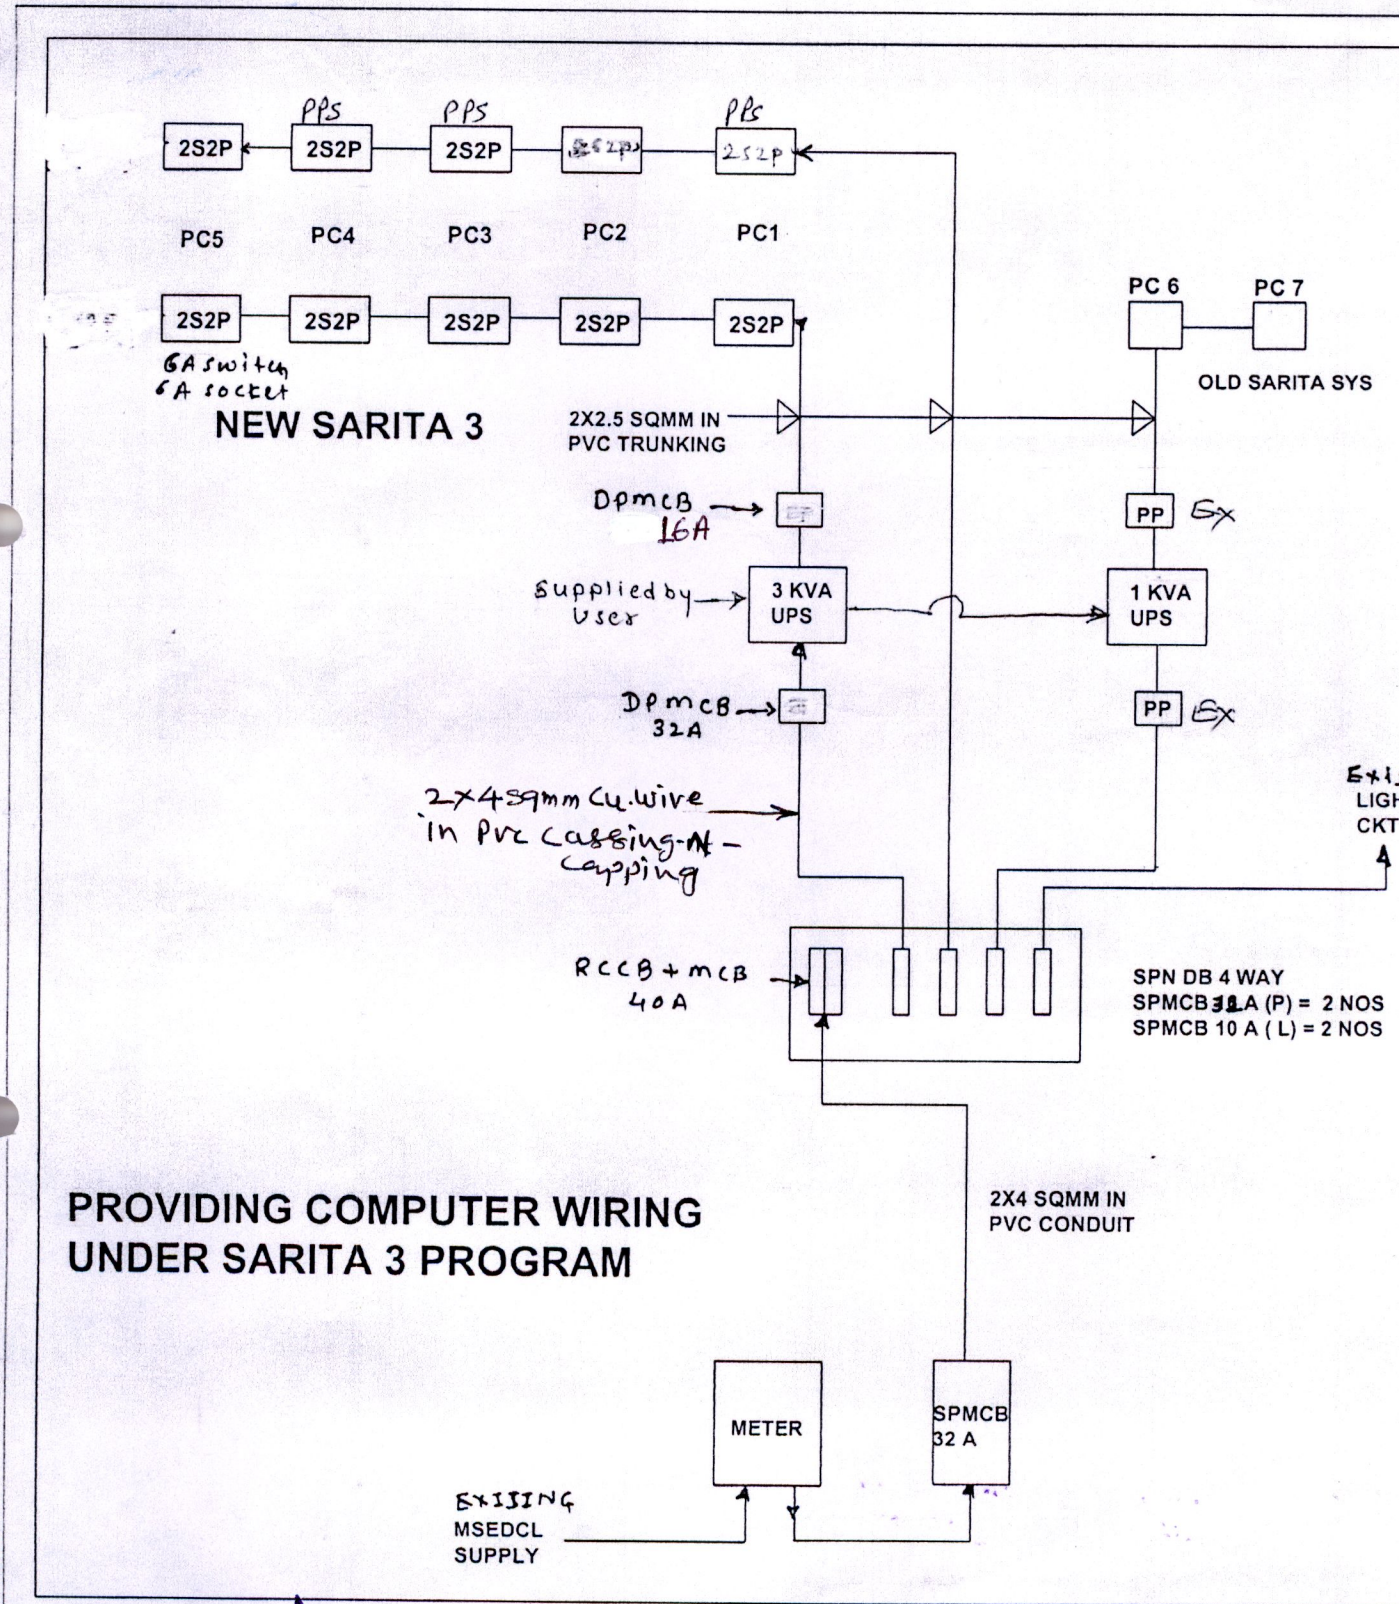 PPS PPS PPS
2S2P 2S2P 2S2P 2S2P 2S2P
PC5 PC4 PC3 PC2 PC1
PC 6 PC 7
2S2P 2S2P 2S2P 2S2P 2S2P
6A switch
6A socket
OLD SARITA SYS
NEW SARITA 3
2X2.5 SQMM IN
PVC TRUNKING
DPMCB
16A
PP Ex
Supplied by
User
3 KVA
UPS
1 KVA
UPS
DPMCB
32A
PP Ex
LIGH
CKT
2X4 sqmm Cu.wire
in Pvc cassing-N-
capping
RCCB + MCB
40A
SPN DB 4 WAY
SPMCB A (P) = 2 NOS
SPMCB 10 A ( L) = 2 NOS
2X4 SQMM IN
PVC CONDUIT
PROVIDING COMPUTER WIRING
UNDER SARITA 3 PROGRAM
METER
SPMCB
32 A
EXISING
MSEDCL
SUPPLY